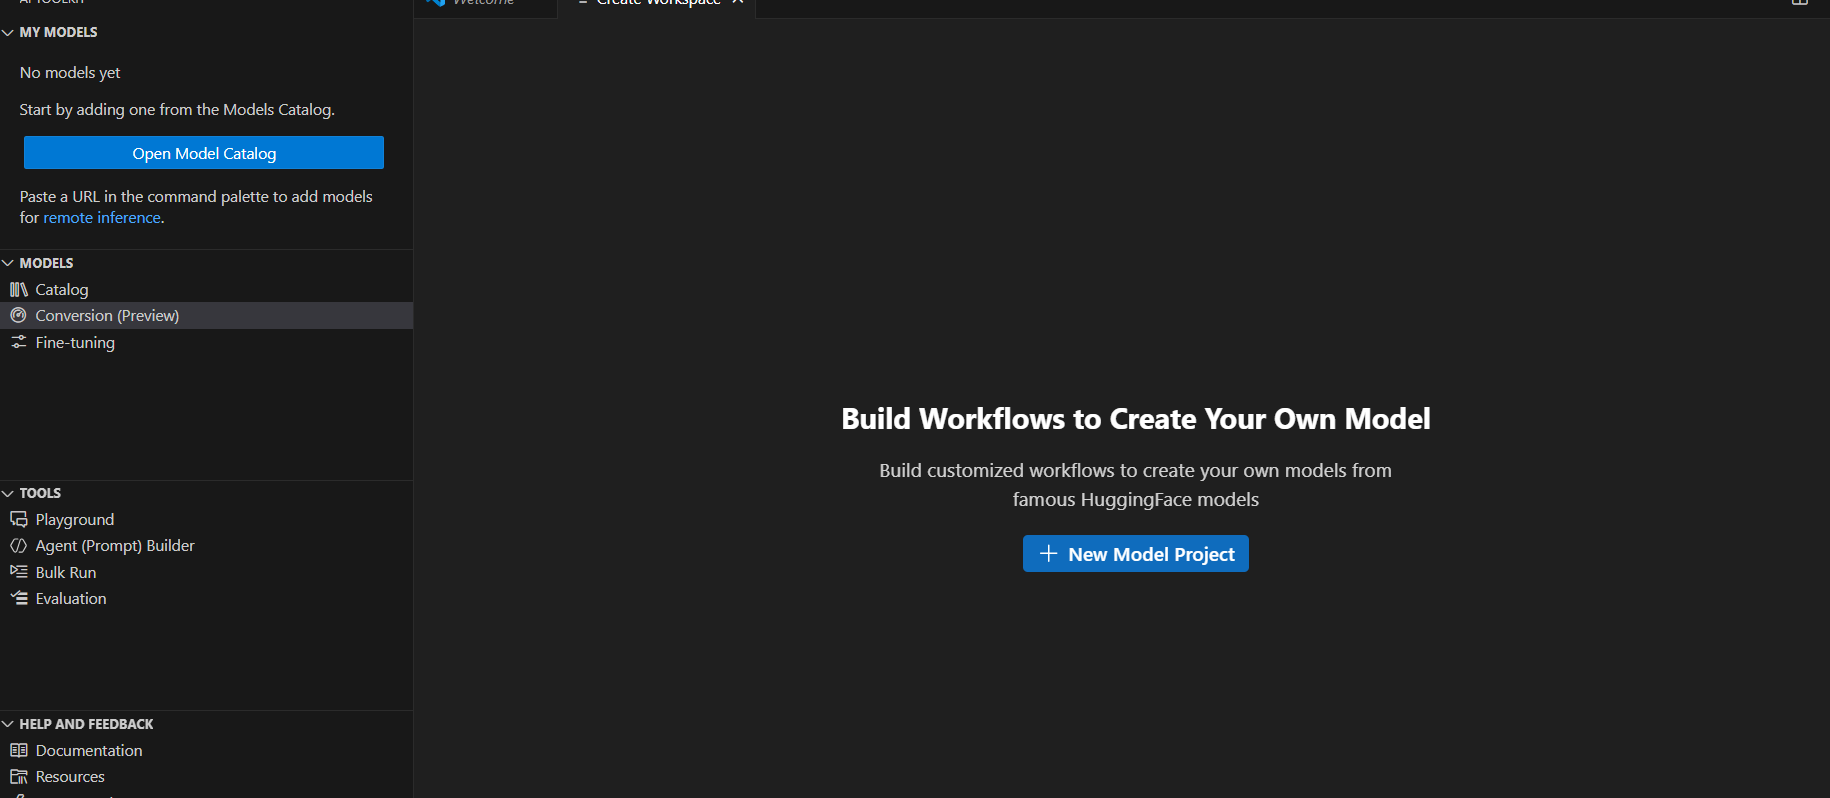 AI TOOLKIT
Welcome
Create Workspace
MY MODELS
No models yet
Start by adding one from the Models Catalog.
Open Model Catalog
Paste a URL in the command palette to add models
for remote inference.
MODELS
Catalog
Conversion (Preview)
Fine-tuning
TOOLS
Playground
Agent (Prompt) Builder
Bulk Run
Evaluation
HELP AND FEEDBACK
Documentation
Resources
Build Workflows to Create Your Own Model
Build customized workflows to create your own models from
famous HuggingFace models
New Model Project